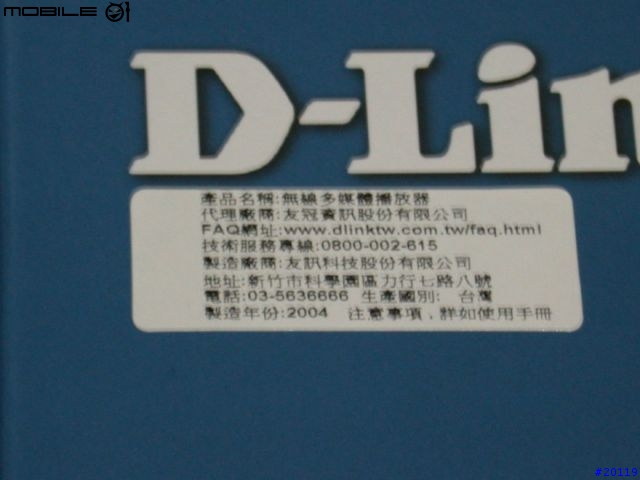 MOBILE 01
D-Lin
產品名稱:無線多媒體播放器
代理廠商:友冠資訊股份有限公司
FAQ網址:www.dlinktw.com.tw/faq.html
技術服務專線:0800-002-615
製造廠商:友訊科技股份有限公司
地址:新竹市科學園區力行七路八號
電話:03-5636666 生產國別: 台灣
製造年份:2004 注意事項,詳如使用手冊
#20119